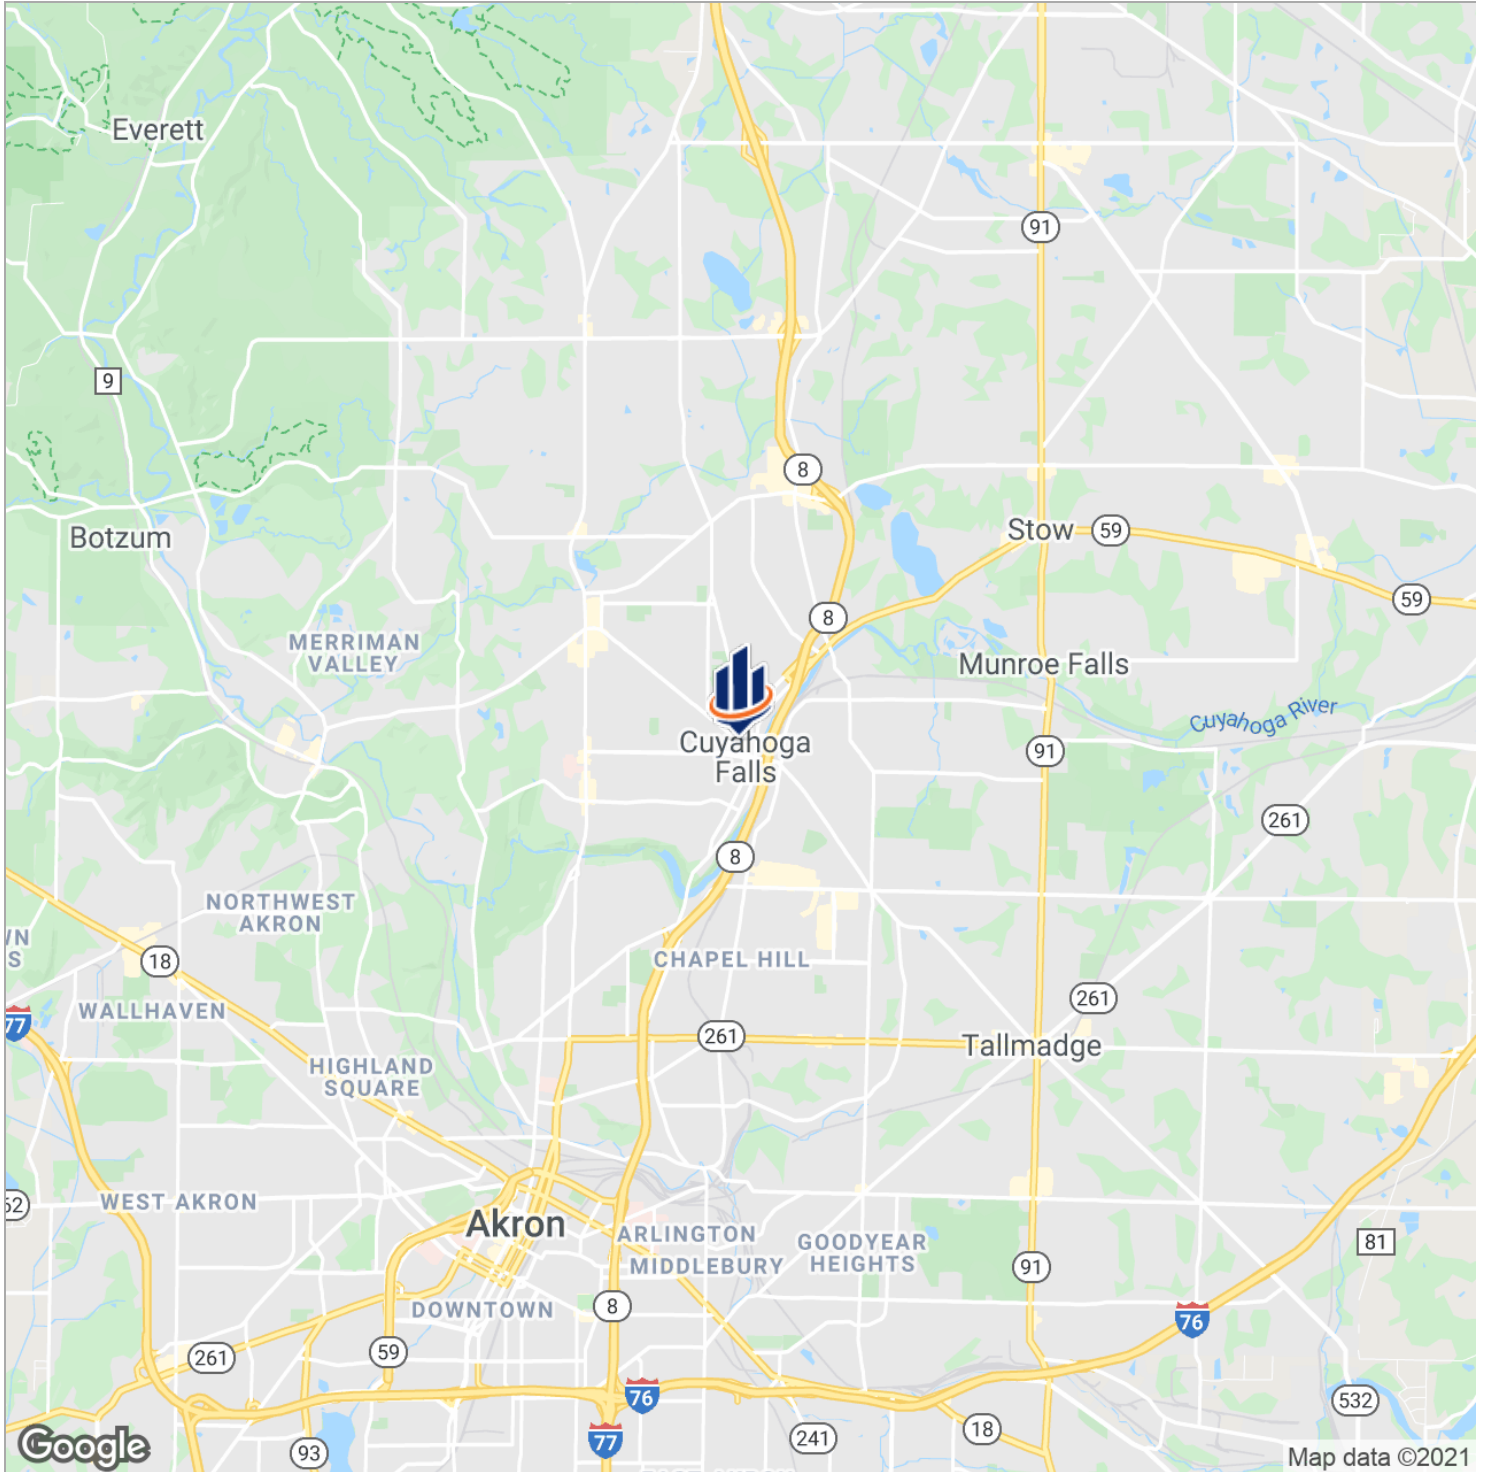 Everett
91
9
8
Botzum
Stow
59
59
8
MERRIMAN
VALLEY
Munroe Falls
Cuyahoga River
Cuyahoga
Falls
91
261
8
NORTHWEST
AKRON
18
CHAPEL HILL
261
77
WALLHAVEN
261
Tallmadge
HIGHLAND
SQUARE
WEST AKRON
Akron
ARLINGTON
GOODYEAR
HEIGHTS
81
MIDDLEBURY
91
DOWNTOWN
8
76
261
59
76
532
77
241
18
93
Google
Map data ©2021